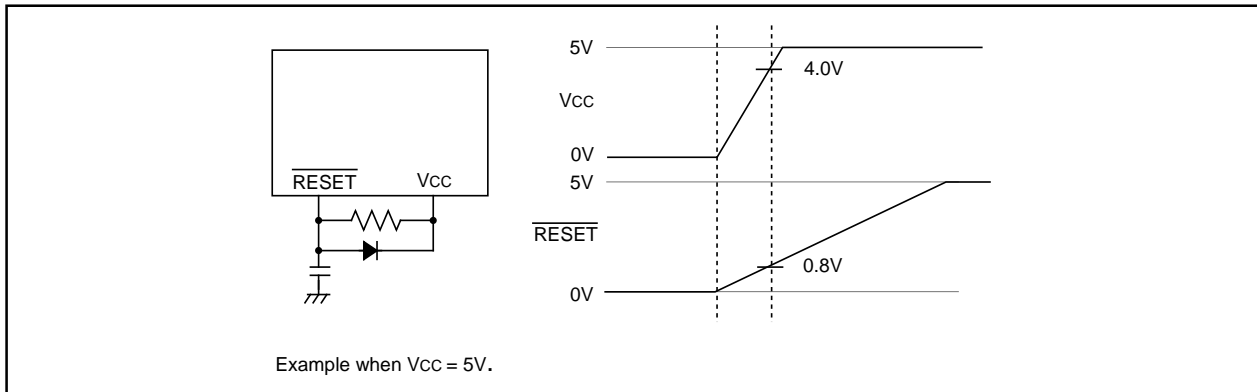 RESET VCC
5V
4.0V
VCC
0V
5V
RESET
0.8V
0V
Example when VCC = 5V.